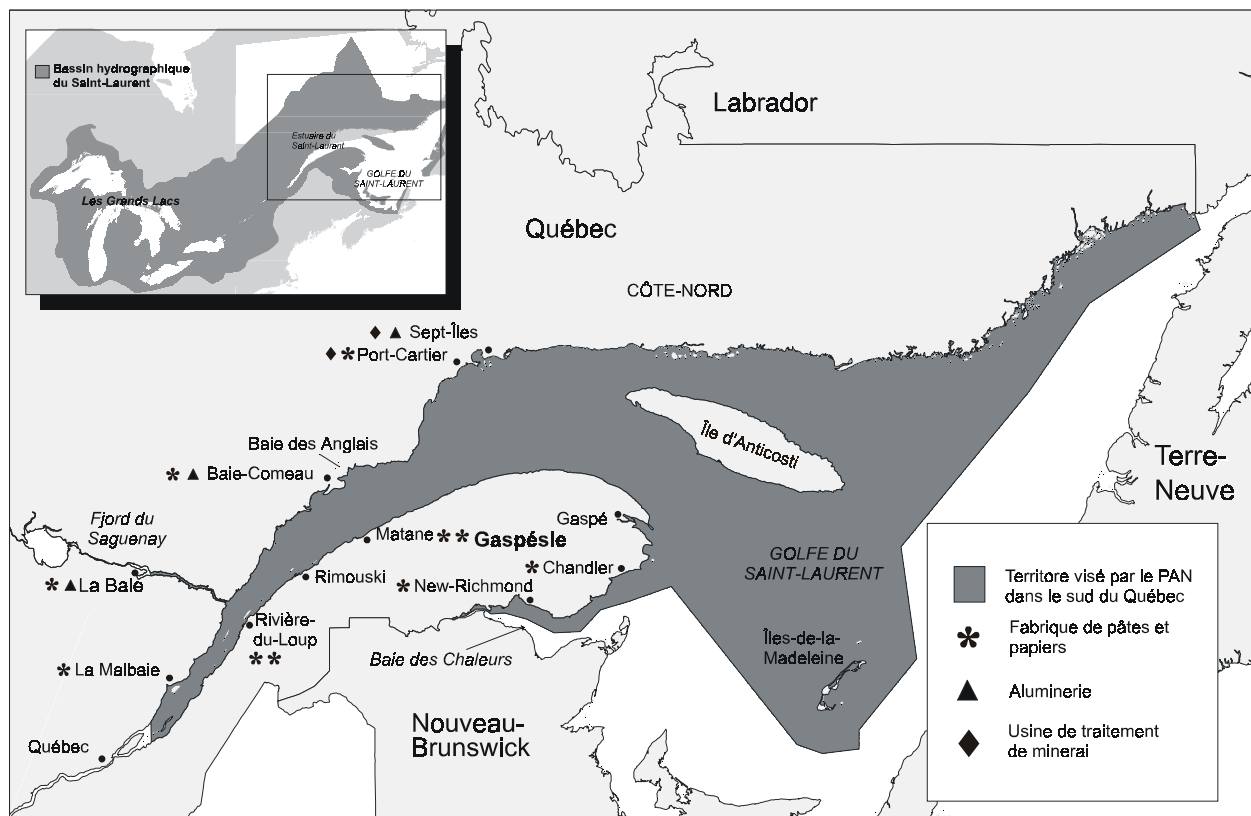 Bassin hydrographique
du Saint-Laurent
Estuaire du
Saint-Laurent
GOLFE DU
SAINT-LAURENT
Les Grands Lacs
Labrador
Québec
CÔTE-NORD
Sept-Îles
Port-Cartier
Baie des Anglais
Baie-Comeau
Île d'Anticosti
Terre-
Neuve
Fjord du
Saguenay
Matane
Gaspésie
Gaspé
Chandler
La Baie
Rimouski
New-Richmond
GOLFE DU
SAINT-LAURENT
Rivière-
du-Loup
Baie des Chaleurs
Îles-de-la-
Madeleine
La Malbaie
Nouveau-
Brunswick
Québec
Territore visé par le PAN
dans le sud du Québec
Fabrique de pâtes et
papiers
Aluminerie
Usine de traitement
de minerai